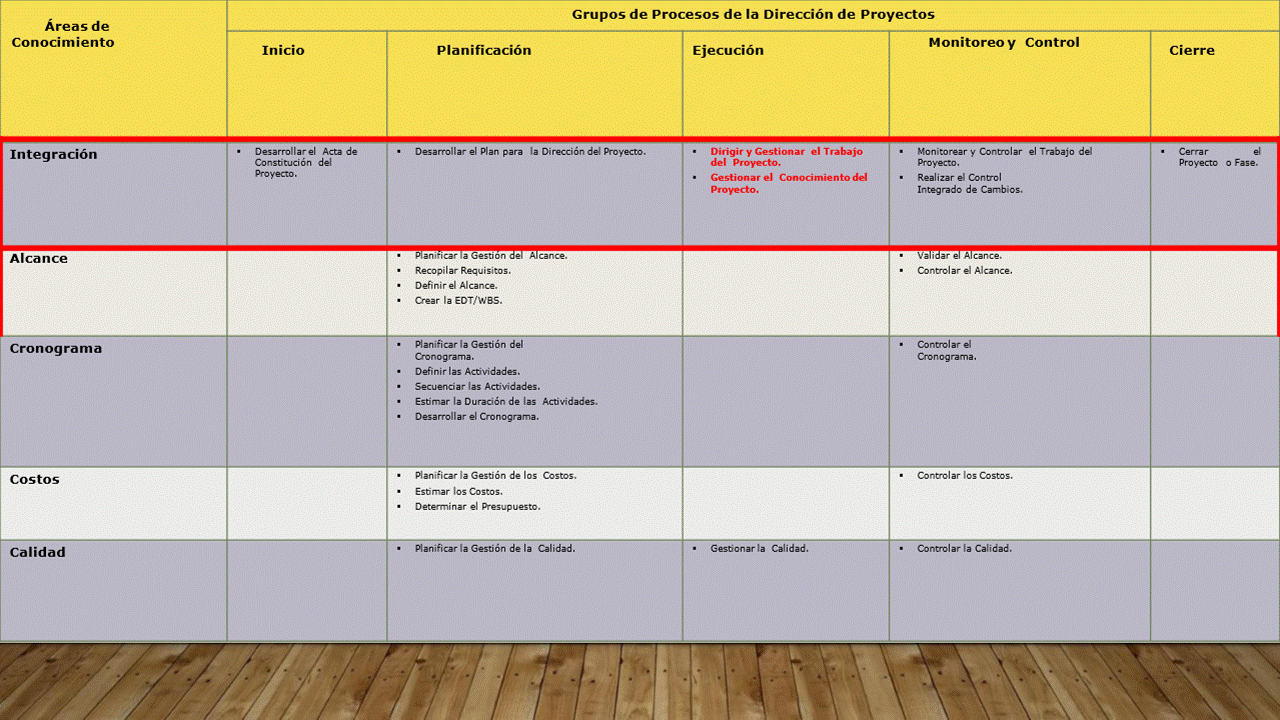 Áreas de
Conocimiento
Grupos de Procesos de la Dirección de Proyectos
Inicio
Planificación
Ejecución
Monitoreo y Control
Cierre
Integración
▪ Desarrollar el Acta de
Constitución del
Proyecto.
▪ Desarrollar el Plan para la Dirección del Proyecto.
▪ Dirigir y Gestionar el Trabajo
del Proyecto.
▪ Gestionar el Conocimiento del
Proyecto.
▪ Monitorear y Controlar el Trabajo del
Proyecto.
▪ Realizar el Control
Integrado de Cambios.
▪ Cerrar el
Proyecto o Fase.
Alcance
▪ Planificar la Gestión del Alcance.
▪ Recopilar Requisitos.
▪ Definir el Alcance.
▪ Crear la EDT/WBS.
▪ Validar el Alcance.
▪ Controlar el Alcance.
Cronograma
▪ Planificar la Gestión del
Cronograma.
▪ Definir las Actividades.
▪ Secuenciar las Actividades.
▪ Estimar la Duración de las Actividades.
▪ Desarrollar el Cronograma.
▪ Controlar el
Cronograma.
Costos
▪ Planificar la Gestión de los Costos.
▪ Estimar los Costos.
▪ Determinar el Presupuesto.
▪ Controlar los Costos.
Calidad
▪ Planificar la Gestión de la Calidad.
▪ Gestionar la Calidad.
▪ Controlar la Calidad.